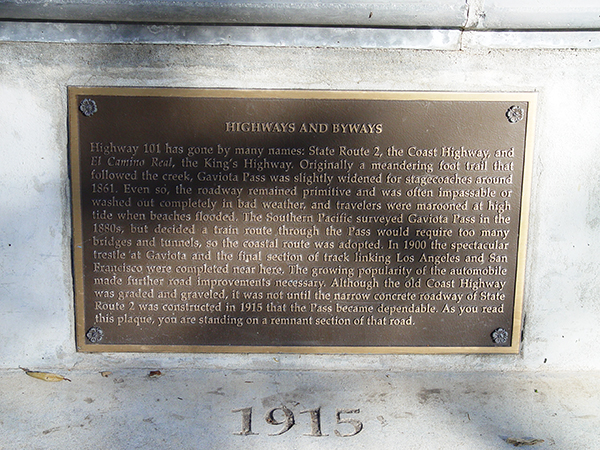 HIGHWAYS AND BYWAYS
Highway 101 has gone by many names: State Route 2, the Coast Highway, and
El Camino Real, the King's Highway. Originally a meandering foot trail that
followed the creek, Gaviota Pass was slightly widened for stagecoaches around
1861. Even so, the roadway remained primitive and was often impassable or
washed out completely in bad weather, and travelers were marooned at high
tide when beaches flooded. The Southern Pacific surveyed Gaviota Pass in the
1880s, but decided a train route through the Pass would require too many
bridges and tunnels, so the coastal route was adopted. In 1900 the spectacular
trestle at Gaviota and the final section of track linking Los Angeles and San
Francisco were completed near here. The growing popularity of the automobile
made further road improvements necessary. Although the old Coast Highway
was graded and graveled, it was not until the narrow concrete roadway of State
Route 2 was constructed in 1915 that the Pass became dependable. As you read
this plaque, you are standing on a remnant section of that road.
1915